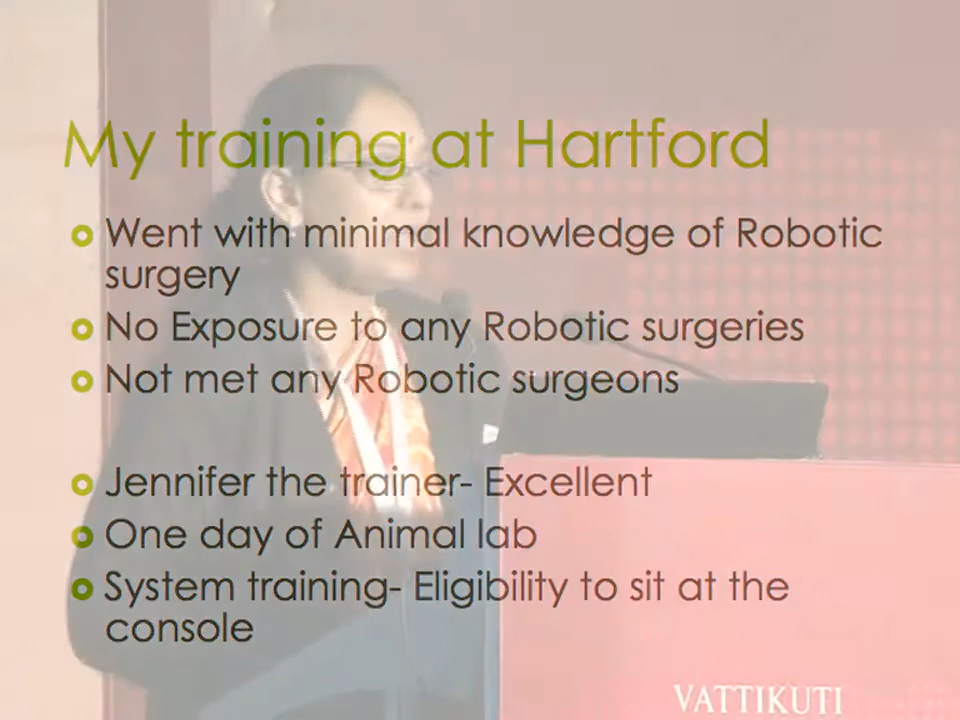 My training at Hartford
Went with minimal knowledge of Robotic
surgery
No Exposure to any Robotic surgeries
Not met any Robotic surgeons
Jennifer the trainer- Excellent
One day of Animal lab
System training- Eligibility to sit at the
console
VATTIKUTI